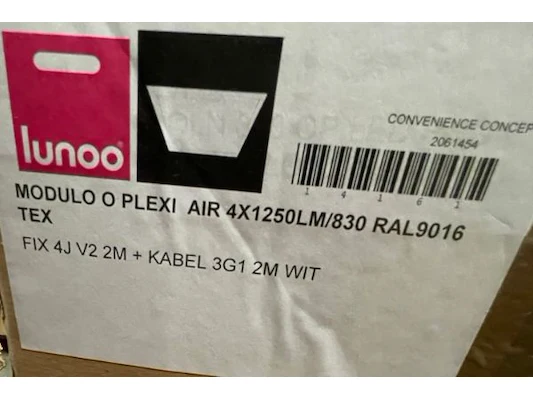 lunoo
CONVENIENCE CONCEP
2061454
14161
MODULO O PLEXI AIR 4X1250LM/830 RAL9016
TEX
FIX 4J V2 2M + KABEL 3G1 2M WIT